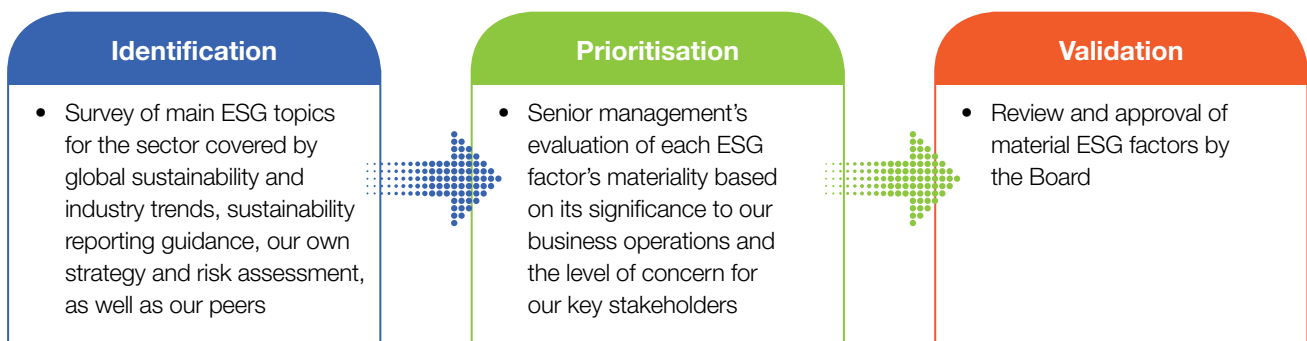 Identification
• Survey of main ESG topics
for the sector covered by
global sustainability and
industry trends, sustainability
reporting guidance, our own
strategy and risk assessment,
as well as our peers
Prioritisation
• Senior management’s
evaluation of each ESG
factor’s materiality based
on its significance to our
business operations and
the level of concern for
our key stakeholders
Validation
• Review and approval of
material ESG factors by
the Board